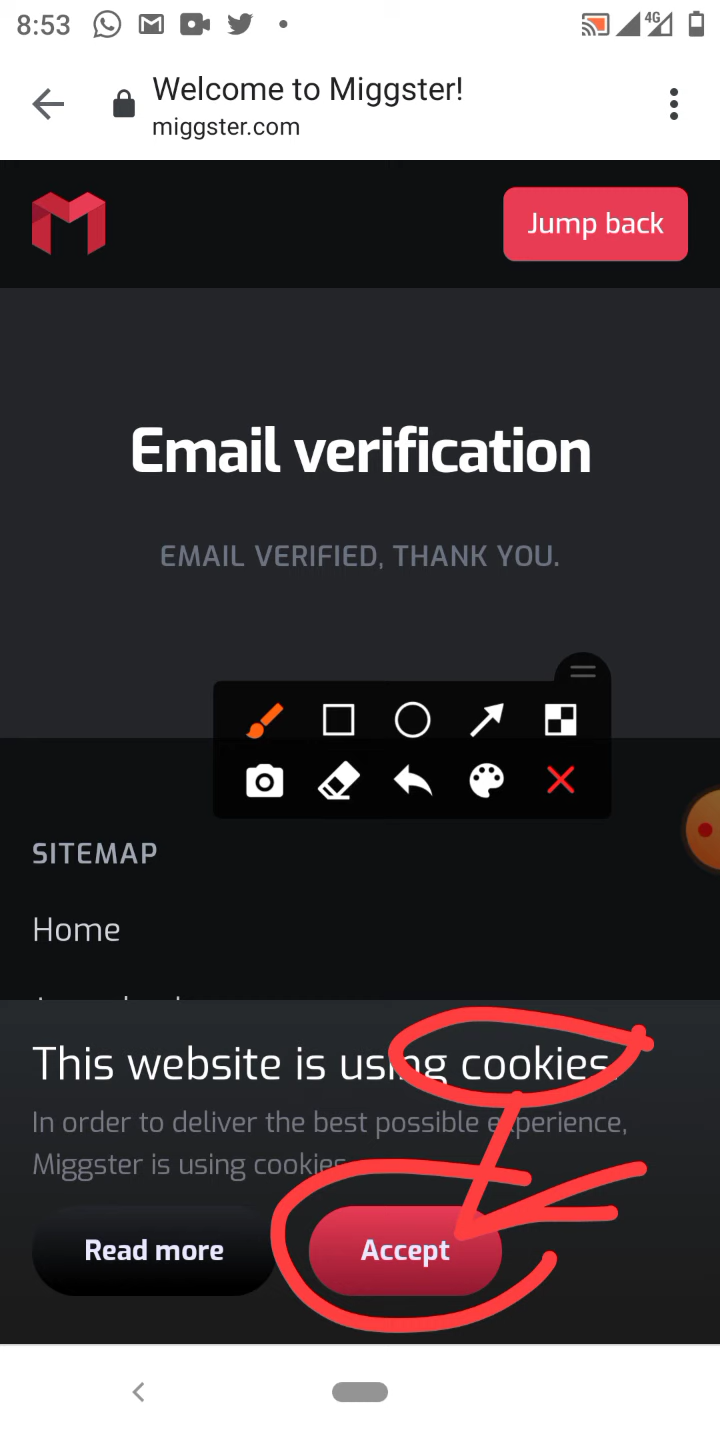 8:53
4G
Welcome to Miggster!
miggster.com
Jump back
Email verification
EMAIL VERIFIED, THANK YOU.
SITEMAP
Home
This website is using cookies.
In order to deliver the best possible experience,
Miggster is using cookies.
Read more
Accept